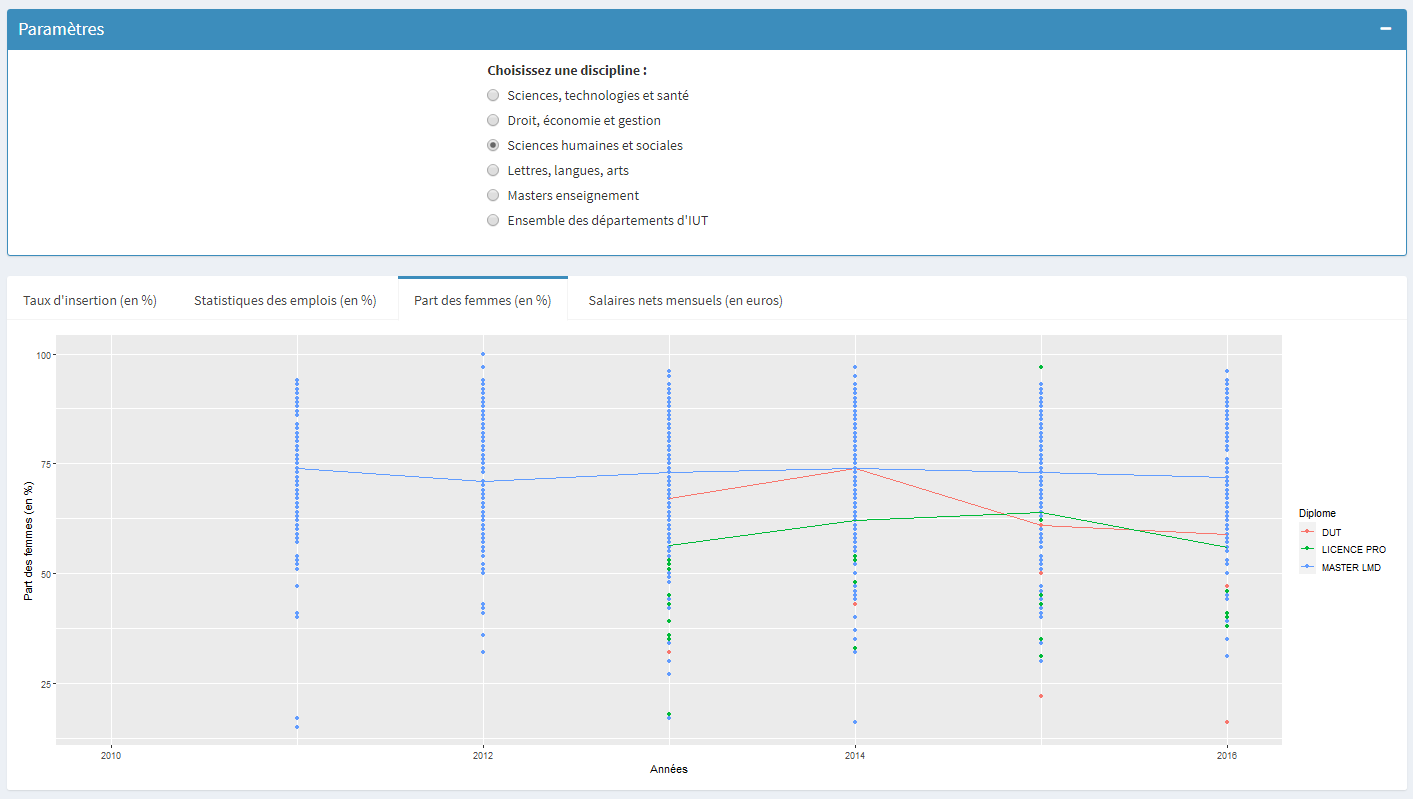 Paramètres
Choisissez une discipline :
Sciences, technologies et santé
Droit, économie et gestion
Sciences humaines et sociales
Lettres, langues, arts
Masters enseignement
Ensemble des départements d'IUT
Taux d'insertion (en %)
Statistiques des emplois (en %)
Part des femmes (en %)
Salaires nets mensuels (en euros)
100
75
50
25
Part des femmes (en %)
2010
2012
2014
2016
Années
Diplome
DUT
LICENCE PRO
MASTER LMD